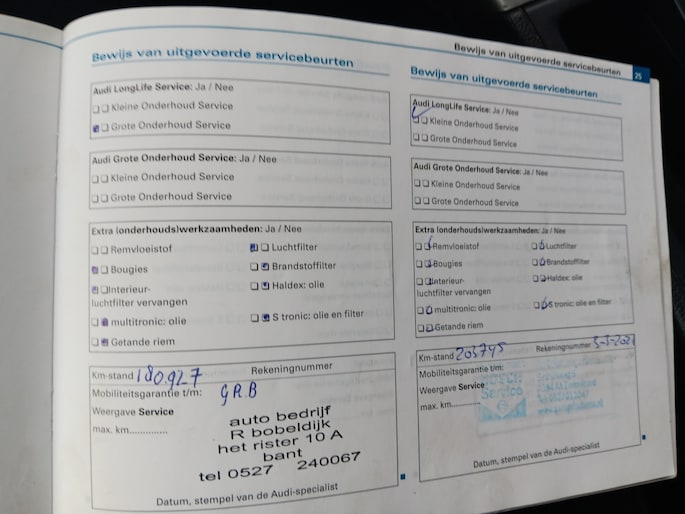 Bewijs van uitgevoerde servicebeurten
25
Bewijs van uitgevoerde servicebeurten
Audi LongLife Service: Ja / Nee
Kleine Onderhoud Service
Grote Onderhoud Service
Audi Grote Onderhoud Service: Ja / Nee
Kleine Onderhoud Service
Grote Onderhoud Service
Extra (onderhouds)werkzaamheden: Ja / Nee
Remvloeistof Luchtfilter
Bougies Brandstoffilter
Interieur- Haldex: olie
luchtfilter vervangen
multitronic: olie S tronic: olie en filter
Getande riem
Km-stand 180.927 Rekeningnummer
Mobiliteitsgarantie t/m: GRB
Weergave Service
max. km.............
auto bedrijf
R bobeldijk
het rister 10 A
bant
tel 0527 240067
Datum, stempel van de Audi-specialist
Bewijs van uitgevoerde servicebeurten
Audi LongLife Service: Ja / Nee
Kleine Onderhoud Service
Grote Onderhoud Service
Audi Grote Onderhoud Service: Ja / Nee
Kleine Onderhoud Service
Grote Onderhoud Service
Extra (onderhouds)werkzaamheden: Ja / Nee
Remvloeistof Luchtfilter
Bougies Brandstoffilter
Interieur- Haldex: olie
luchtfilter vervangen
multitronic: olie S tronic: olie en filter
Getande riem
Km-stand 203745 Rekeningnummer
Mobiliteitsgarantie t/m:
Weergave Service
max. km.............
Service
Datum, stempel van de Audi-specialist